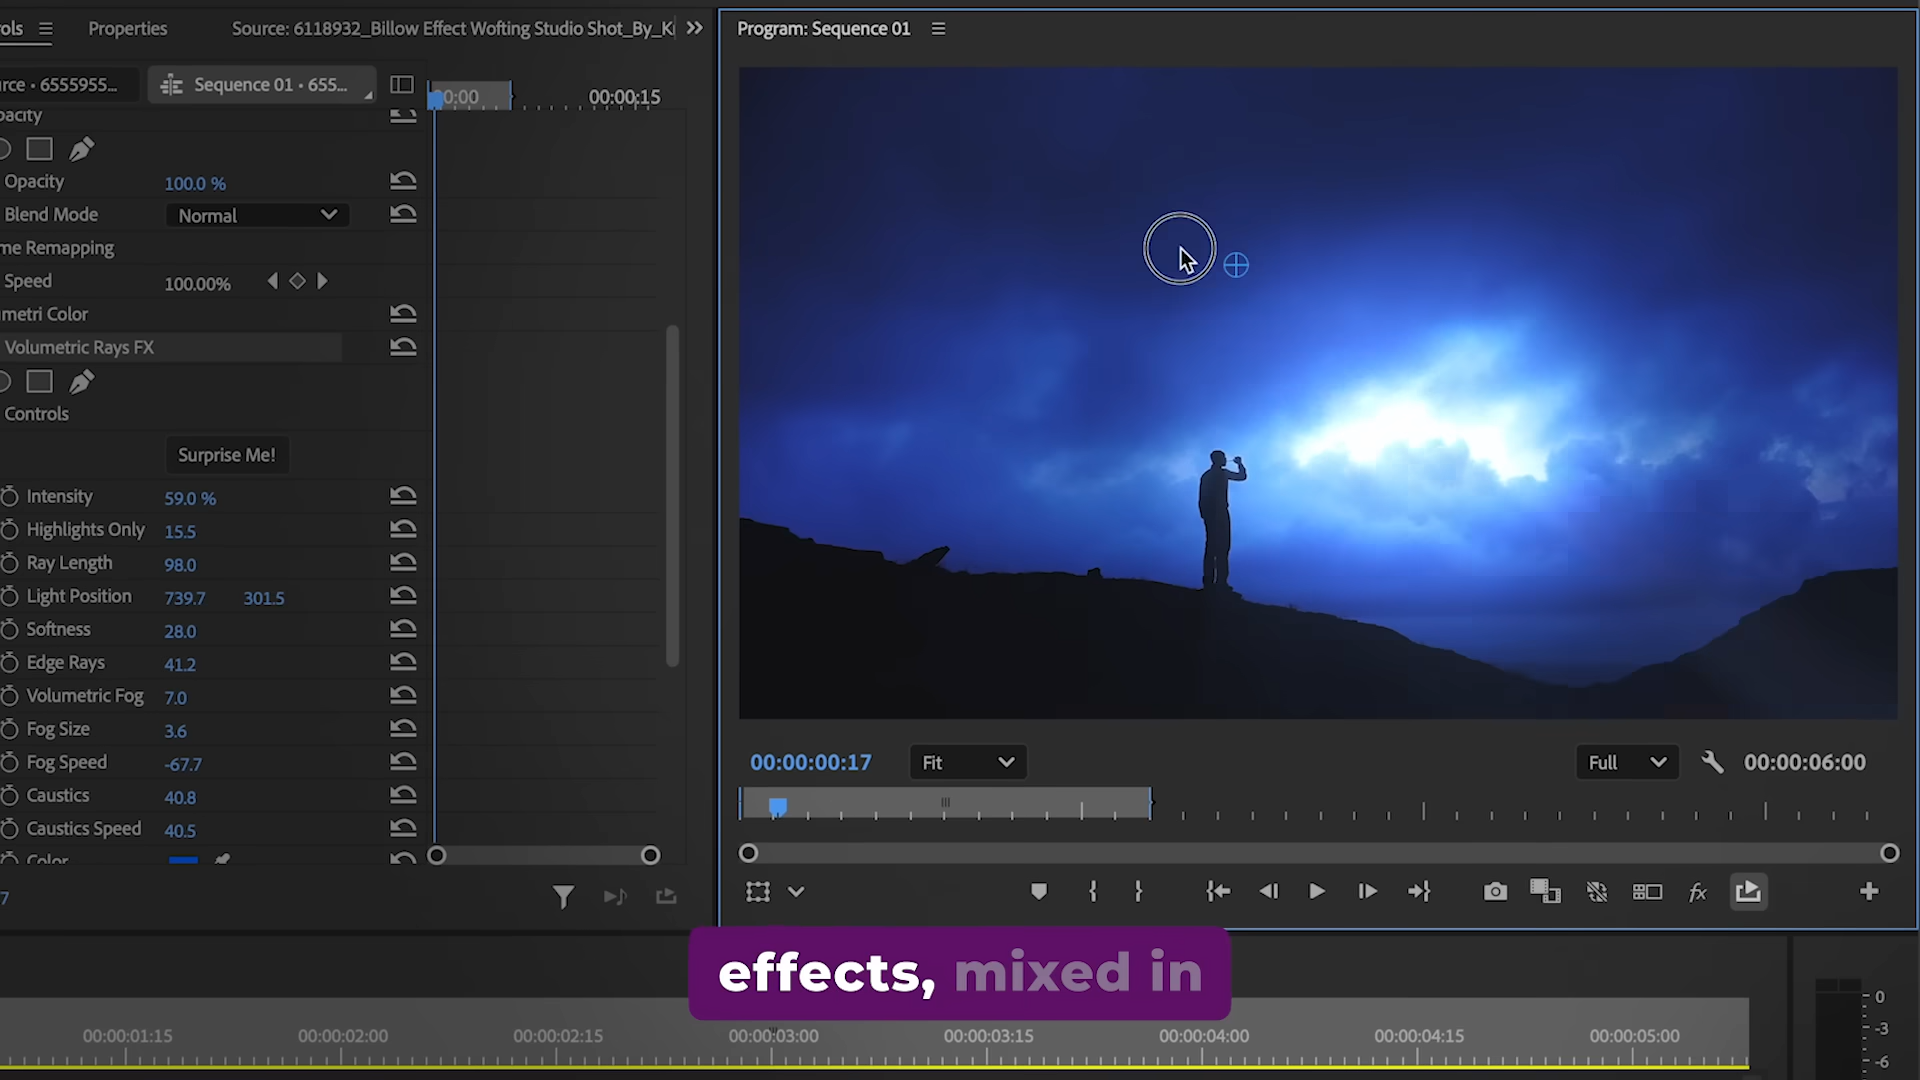 ols
Properties
Source: 6118932_Billow Effect Wofting Studio Shot_By_Ki
Program: Sequence 01
rce • 6555955...
Sequence 01 • 655...
00:00
00:00:15
pacity
Opacity 100.0 %
Blend Mode Normal
me Remapping
Speed 100.00%
umetri Color
Volumetric Rays FX
Controls
Surprise Me!
Intensity 59.0 %
Highlights Only 15.5
Ray Length 98.0
Light Position 739.7 301.5
Softness 28.0
Edge Rays 41.2
Volumetric Fog 7.0
Fog Size 3.6
Fog Speed -67.7
Caustics 40.8
Caustics Speed 40.5
Color
7
00:00:00:17
Fit
Full
00:00:06:00
fx
effects, mixed in
00:00:01:15
00:00:02:00
00:00:02:15
00:00:03:00
00:00:03:15
00:00:04:00
00:00:04:15
00:00:05:00
0
-3
-6